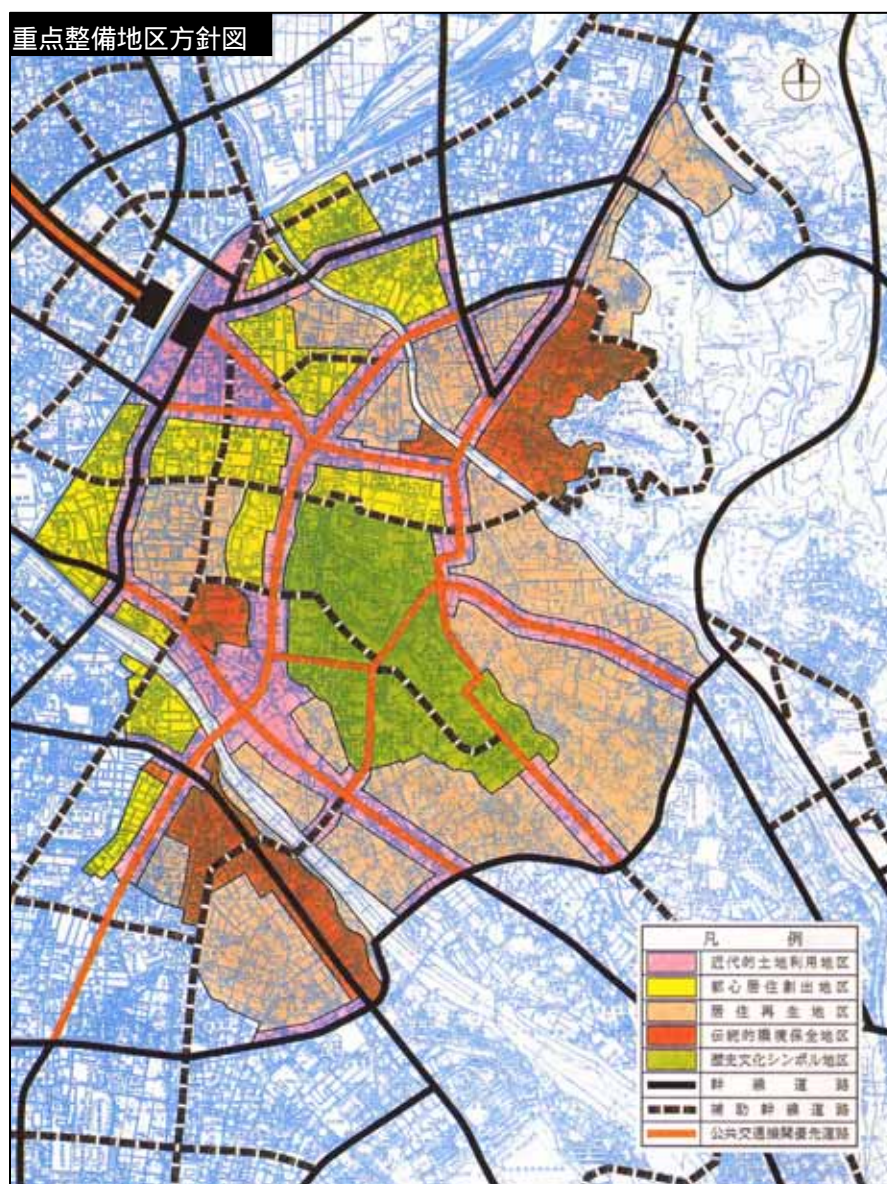 重点整備地区方針図
凡例
近代的土地利用地区
都心居住創出地区
居住再生地区
伝統的環境保全地区
歴史文化シンボル地区
幹線道路
補助幹線道路
公共交通機関優先道路